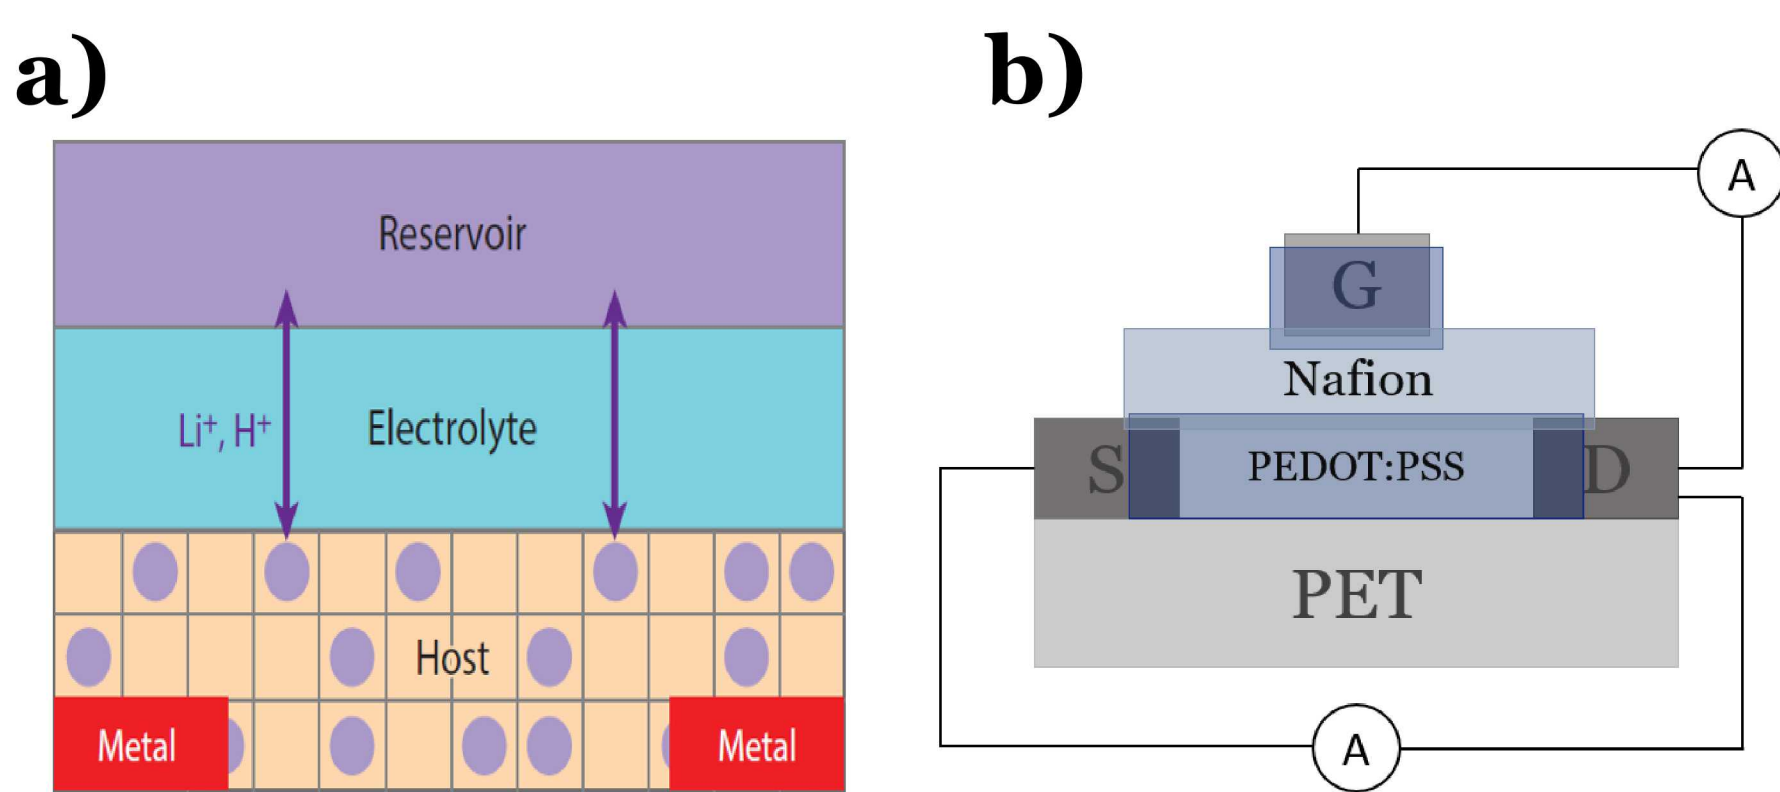 a)
Reservoir
Li⁺, H⁺
Electrolyte
Host
Metal
Metal
b)
A
G
Nafion
S
PEDOT:PSS
D
PET
A